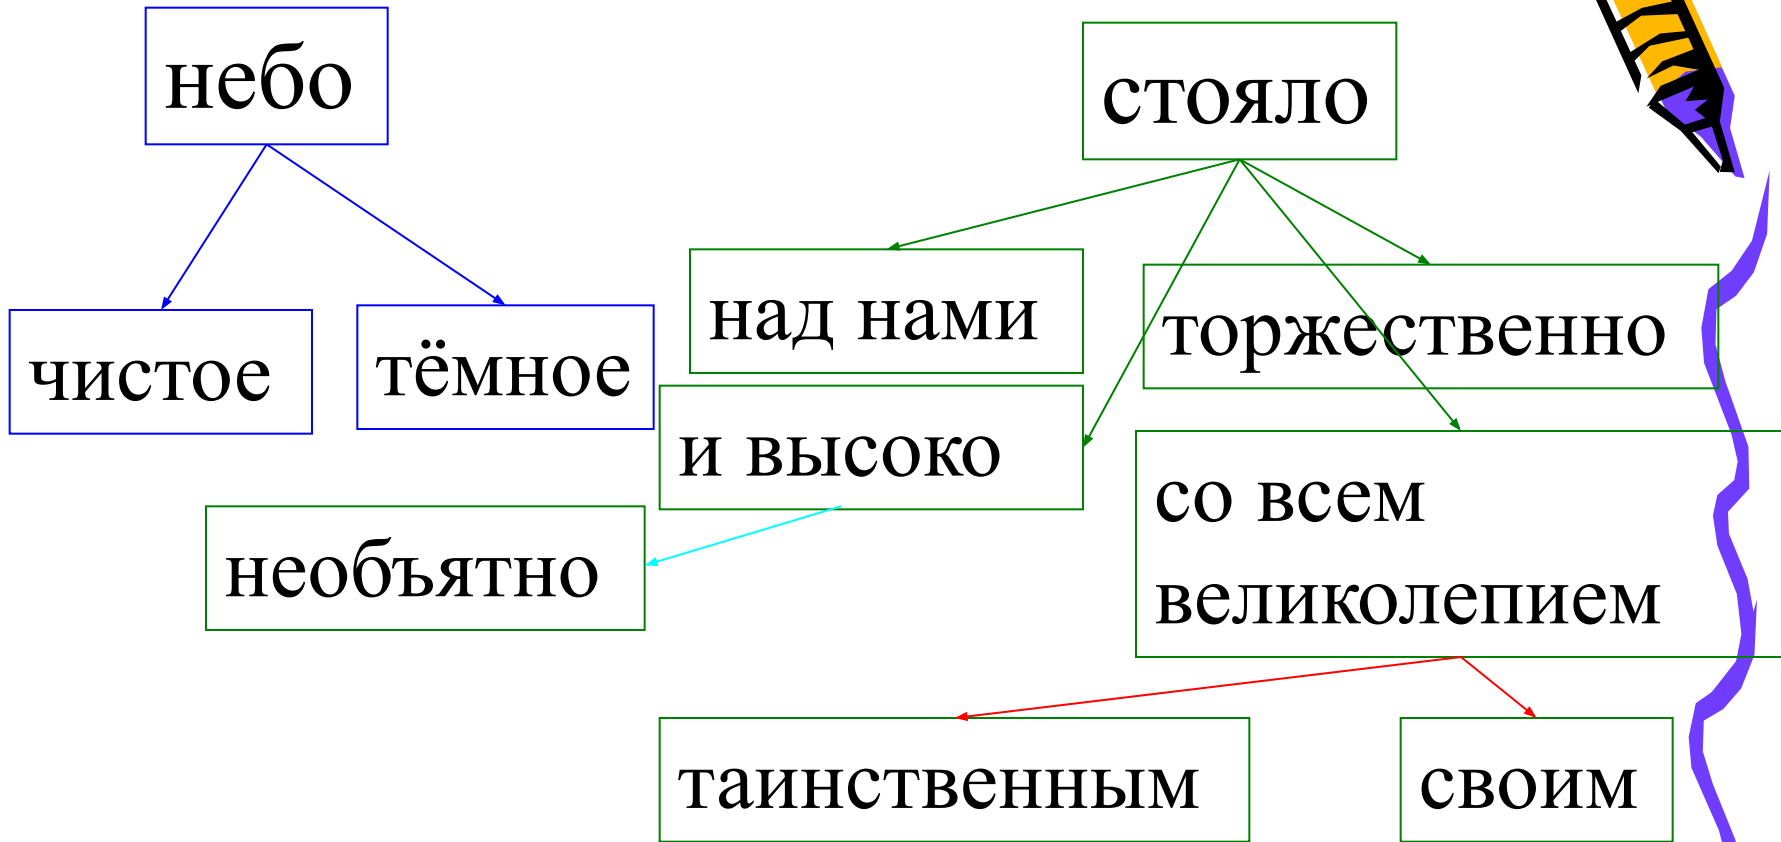 небо
стояло
чистое
тёмное
над нами
торжественно
и высоко
необъятно
со всем
великолепием
таинственным
своим